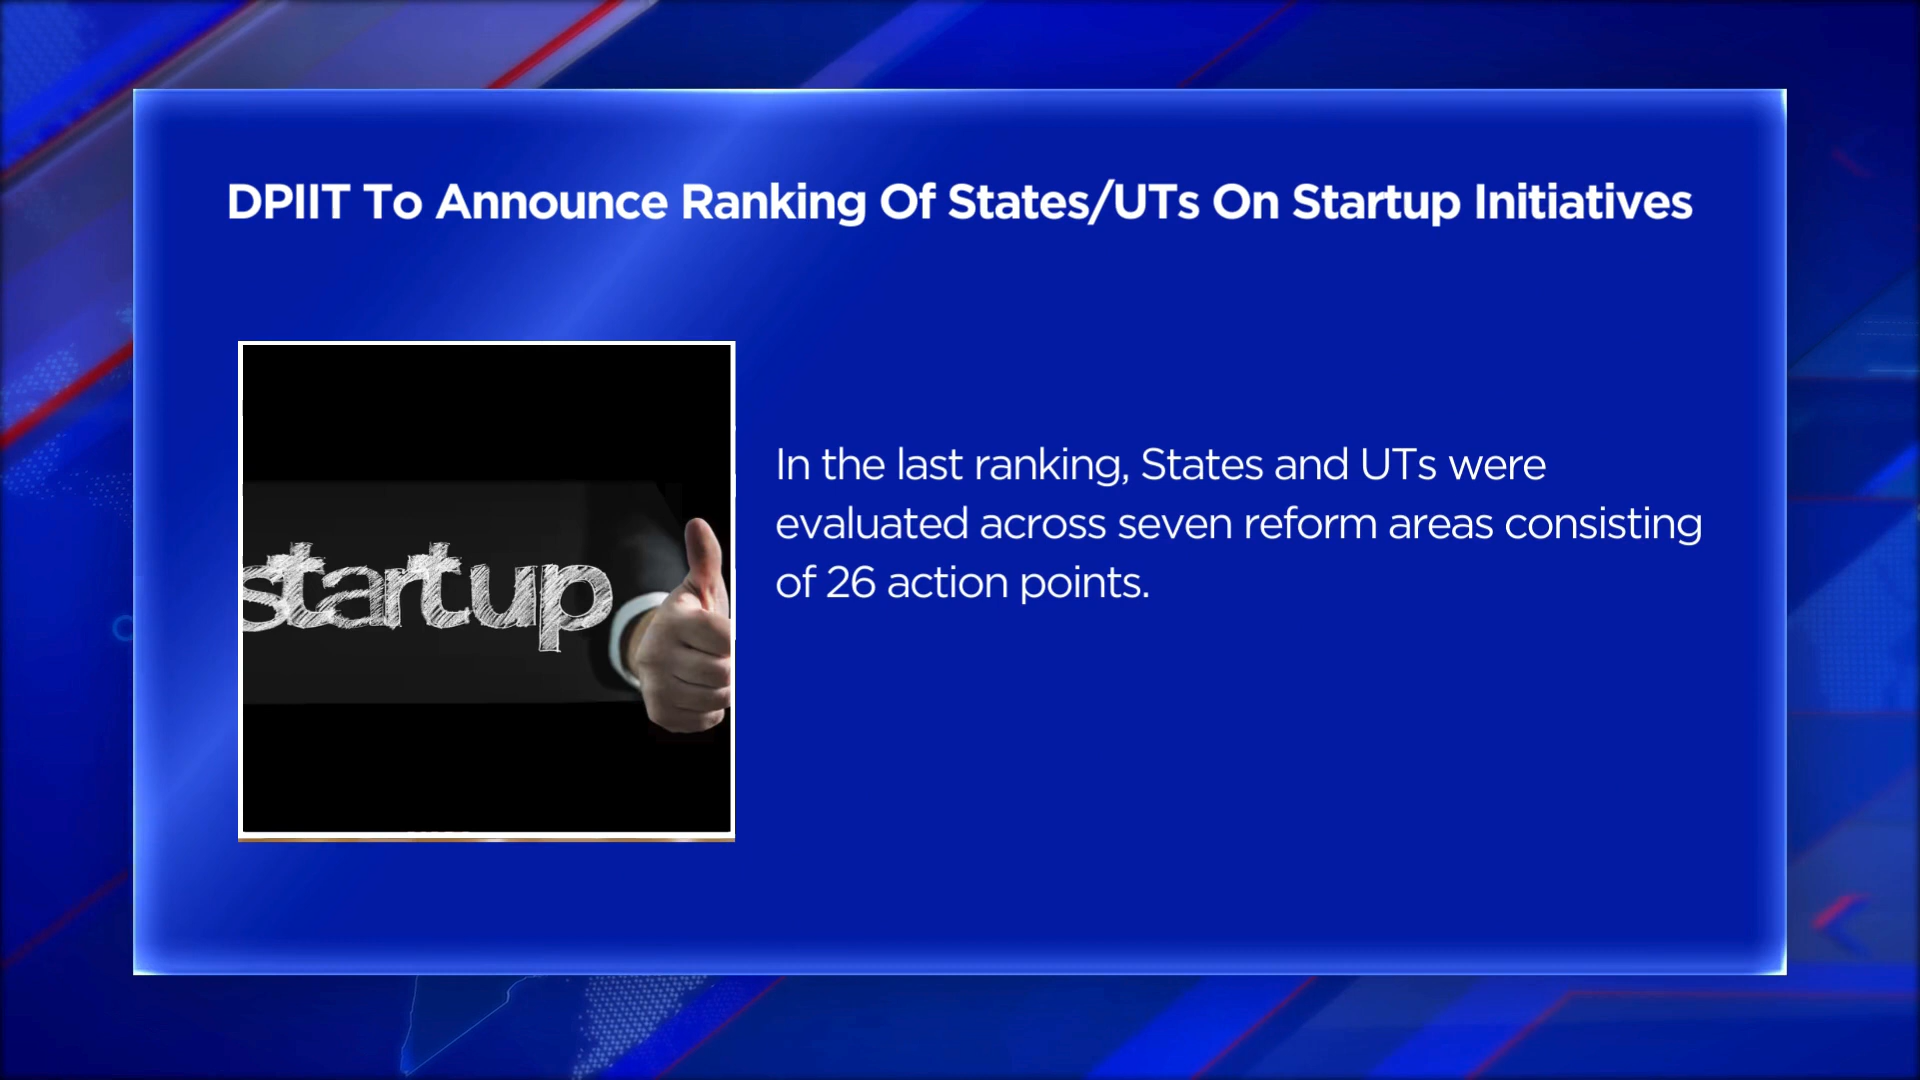 DPIIT To Announce Ranking Of States/UTs On Startup Initiatives
startup
In the last ranking, States and UTs were
evaluated across seven reform areas consisting
of 26 action points.